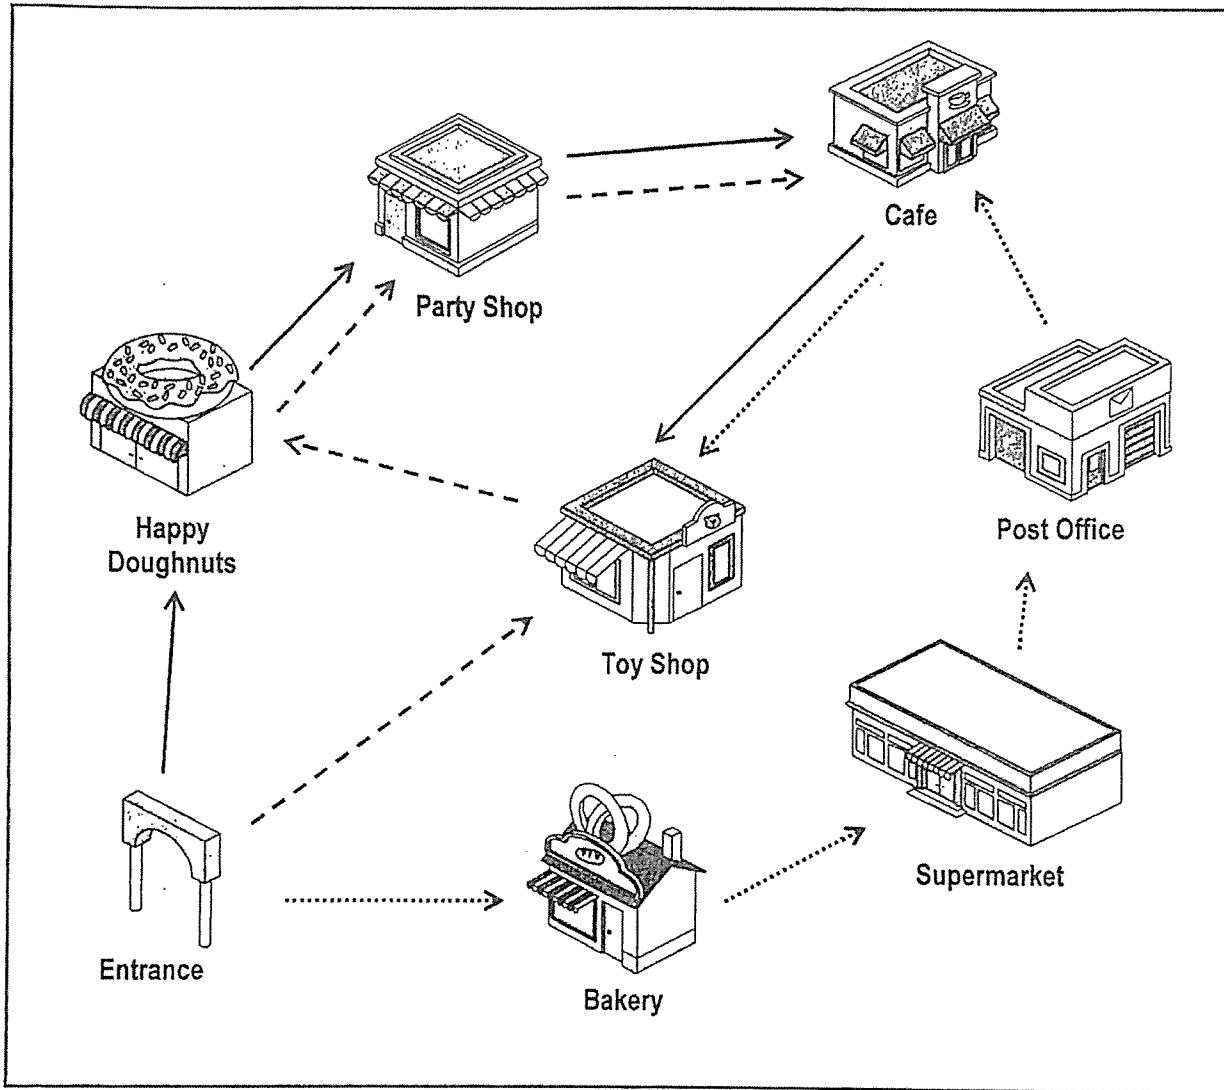 Cafe
Party Shop
Happy
Doughnuts
Post Office
Toy Shop
Supermarket
Entrance
Bakery